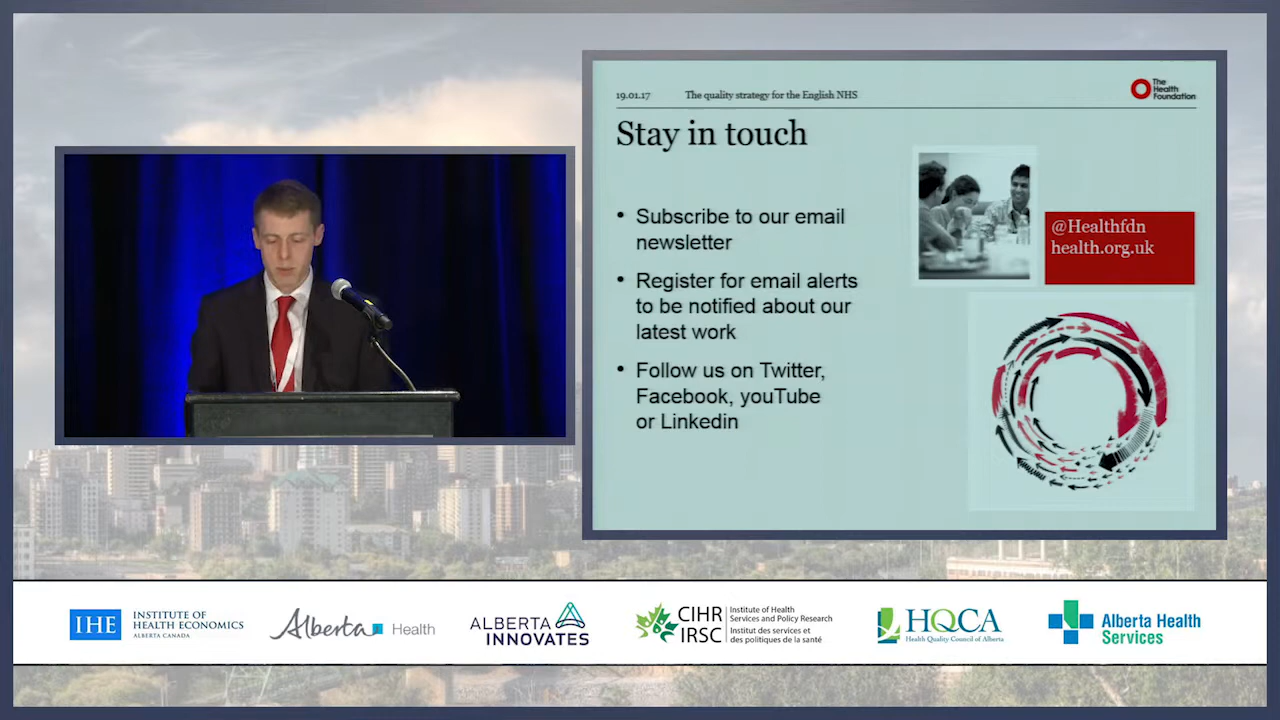 19.01.17 The quality strategy for the English NHS
The
Health
Foundation
Stay in touch
• Subscribe to our email
newsletter
• Register for email alerts
to be notified about our
latest work
• Follow us on Twitter,
Facebook, youTube
or Linkedin
@Healthfdn
health.org.uk
IHE
INSTITUTE OF
HEALTH ECONOMICS
ALBERTA CANADA
Alberta Health
ALBERTA
INNOVATES
CIHR
IRSC
Institute of Health
Services and Policy Research
Institut des services et
des politiques de la santé
HQCA
Health Quality Council of Alberta
Alberta Health
Services